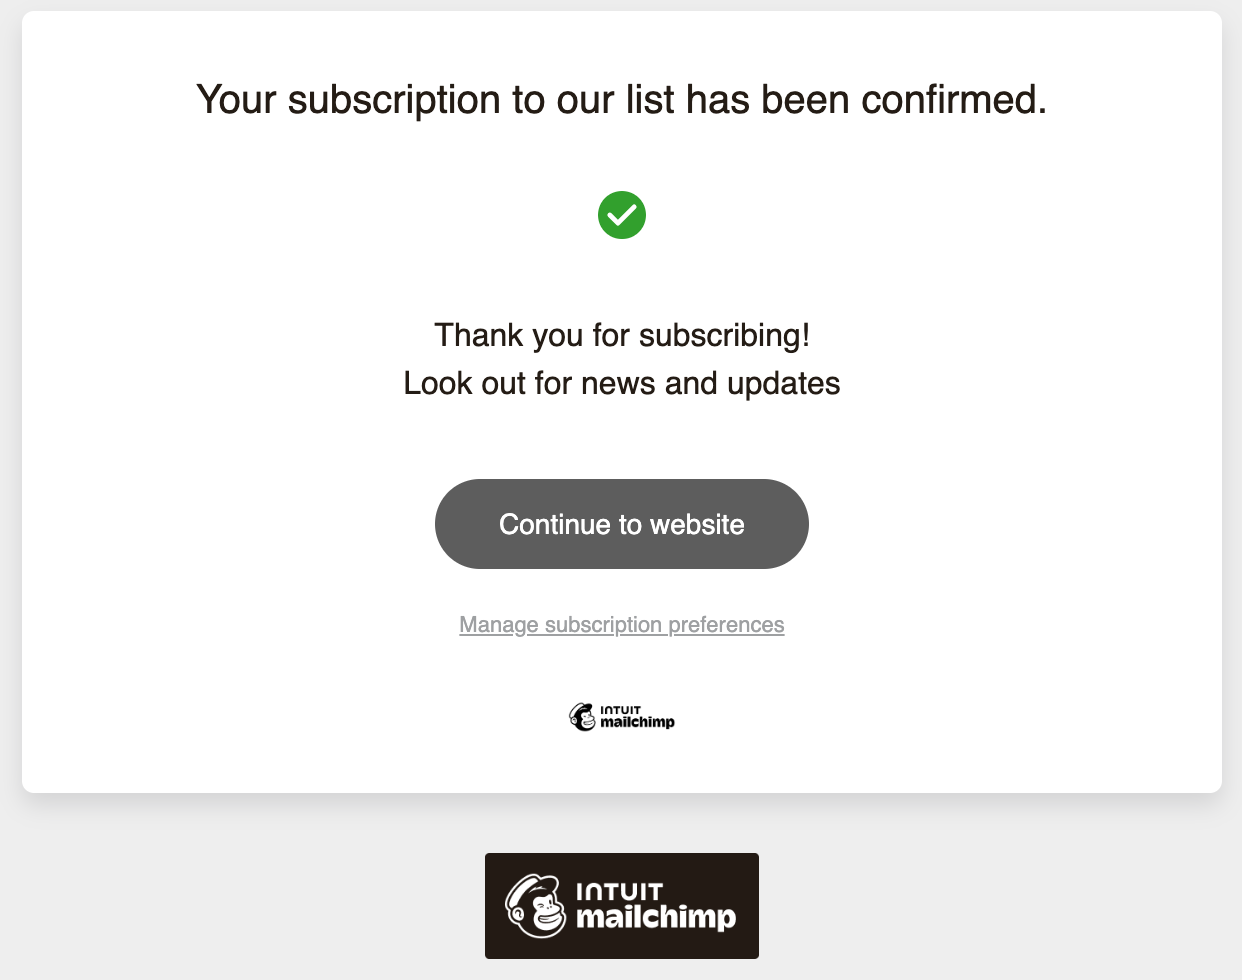 Your subscription to our list has been confirmed.
Thank you for subscribing!
Look out for news and updates
Continue to website
Manage subscription preferences
INTUIT
mailchimp
INTUIT
mailchimp